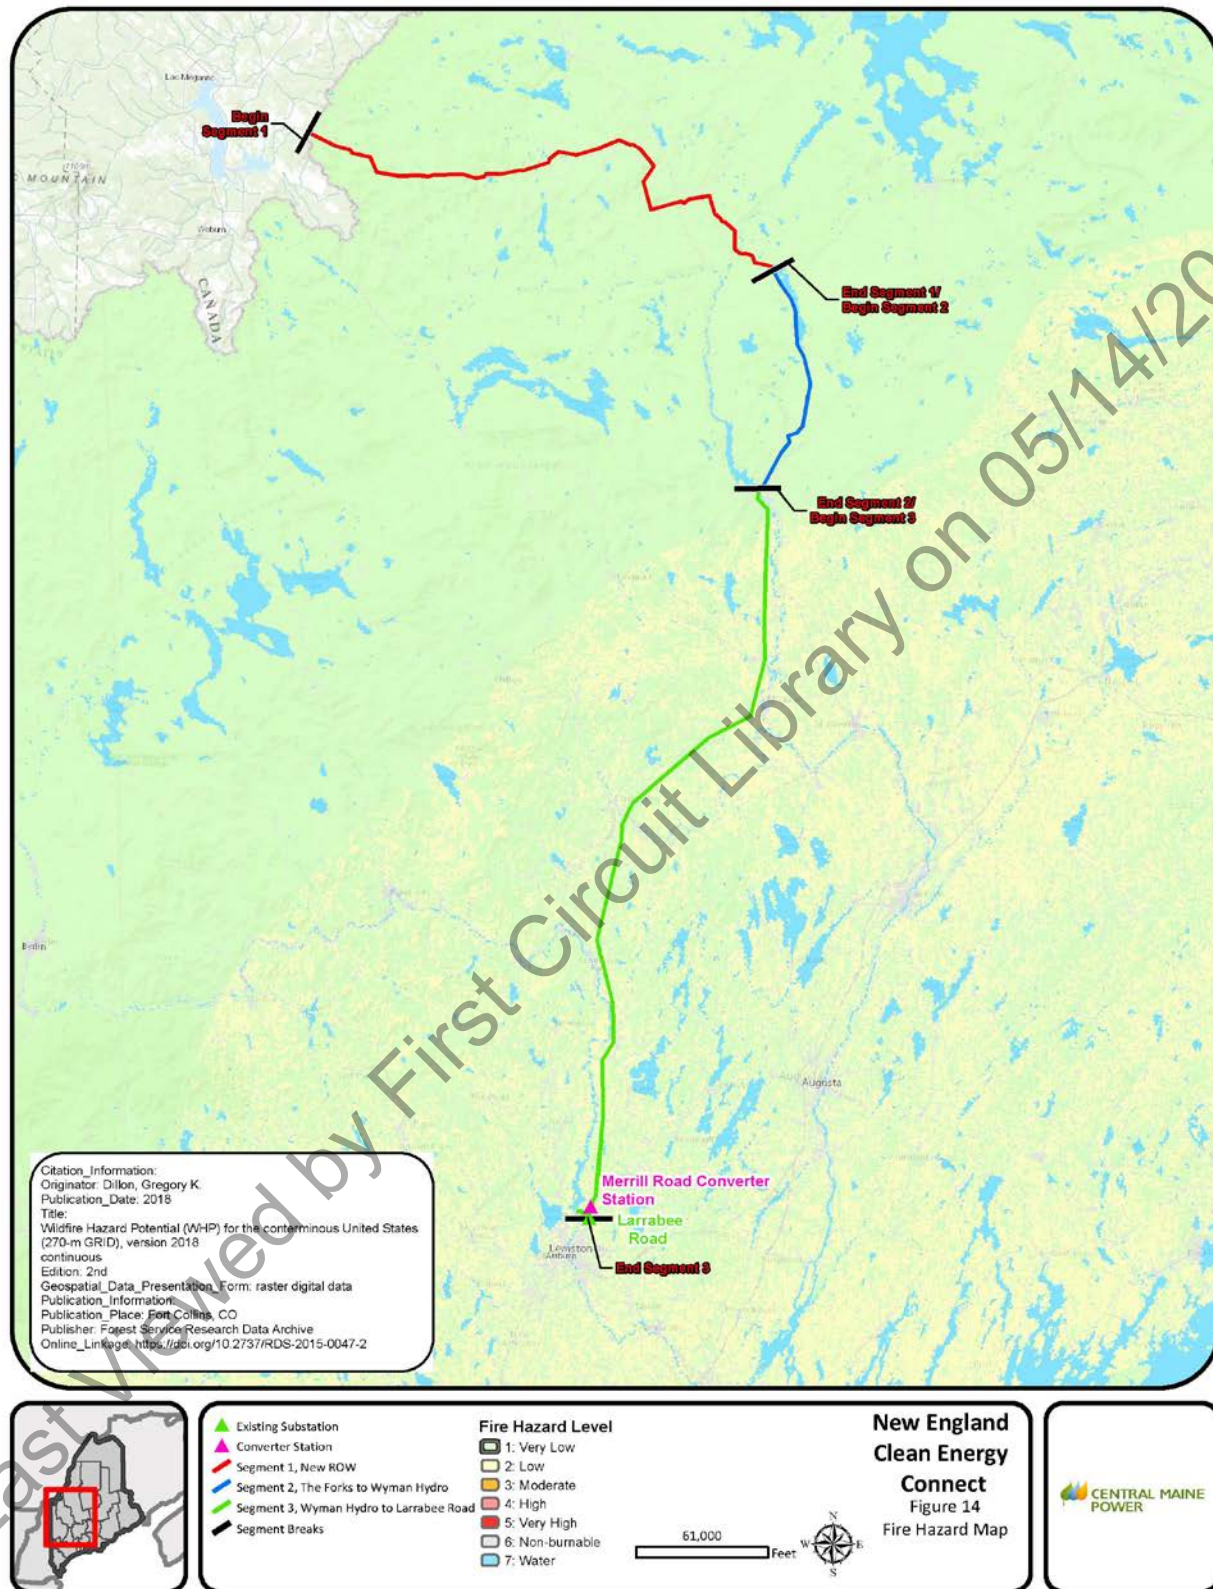 Lac-Megantic
Begin
Segment 1
MOUNTAIN
Woburn
CANADA
End Segment 1/
Begin Segment 2
End Segment 2/
Begin Segment 3
Berlin
Augusta
Merrill Road Converter
Station
Larrabee
Road
Lewiston
Auburn
End Segment 3
Citation_Information:
Originator: Dillon, Gregory K.
Publication_Date: 2018
Title:
Wildfire Hazard Potential (WHP) for the conterminous United States
(270-m GRID), version 2018
continuous
Edition: 2nd
Geospatial_Data_Presentation_Form: raster digital data
Publication_Information:
Publication_Place: Fort Collins, CO
Publisher: Forest Service Research Data Archive
Online_Linkage: https://doi.org/10.2737/RDS-2015-0047-2
Existing Substation
Converter Station
Segment 1, New ROW
Segment 2, The Forks to Wyman Hydro
Segment 3, Wyman Hydro to Larrabee Road
Segment Breaks
Fire Hazard Level
1: Very Low
2: Low
3: Moderate
4: High
5: Very High
6: Non-burnable
7: Water
61,000
Feet
N
W
E
S
New England
Clean Energy
Connect
Figure 14
Fire Hazard Map
CENTRAL MAINE
POWER
Last Viewed by First Circuit Library on 05/14/20